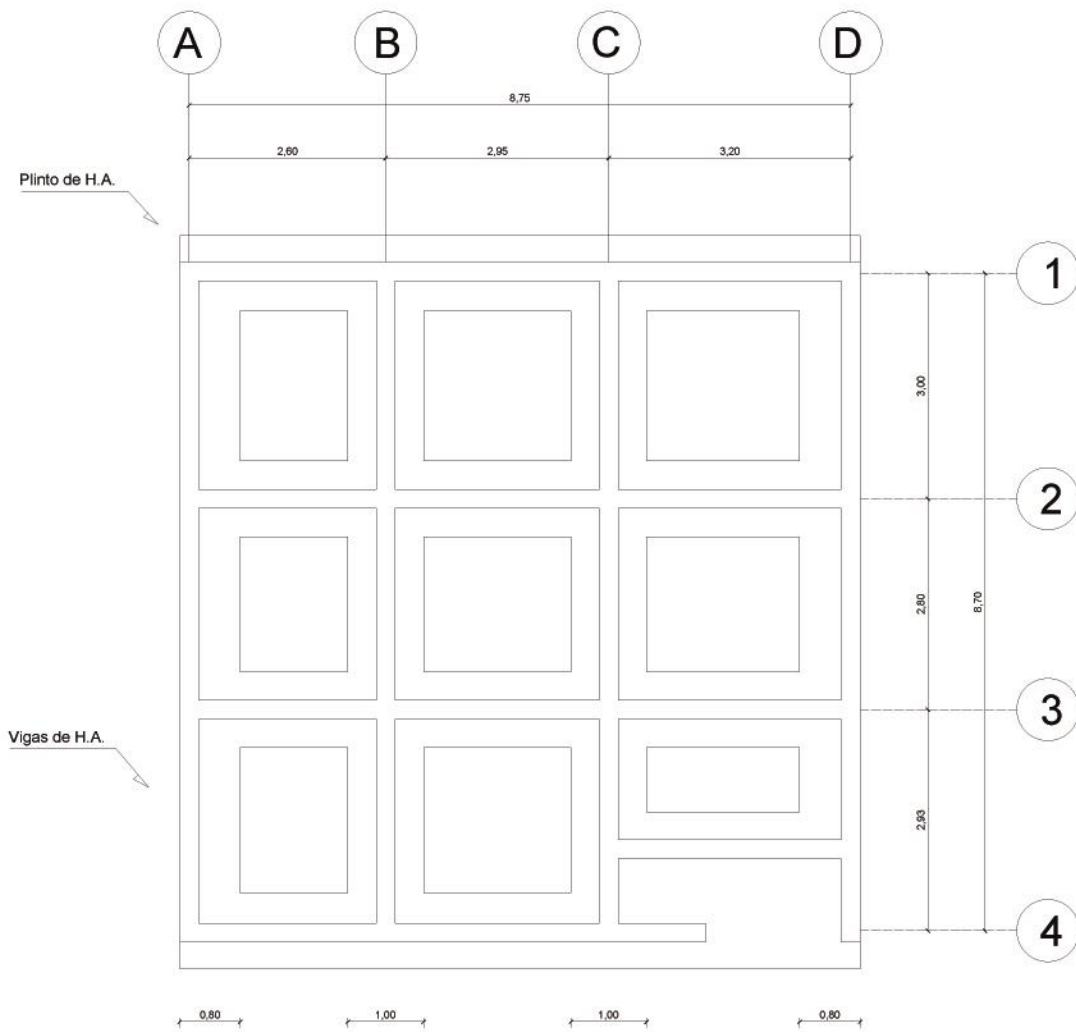 A
B
C
D
8,75
2,60
2,95
3,20
Plinto de H.A.
1
3,00
2
2,80
8,70
3
Vigas de H.A.
2,93
4
0,80
1,00
1,00
0,80